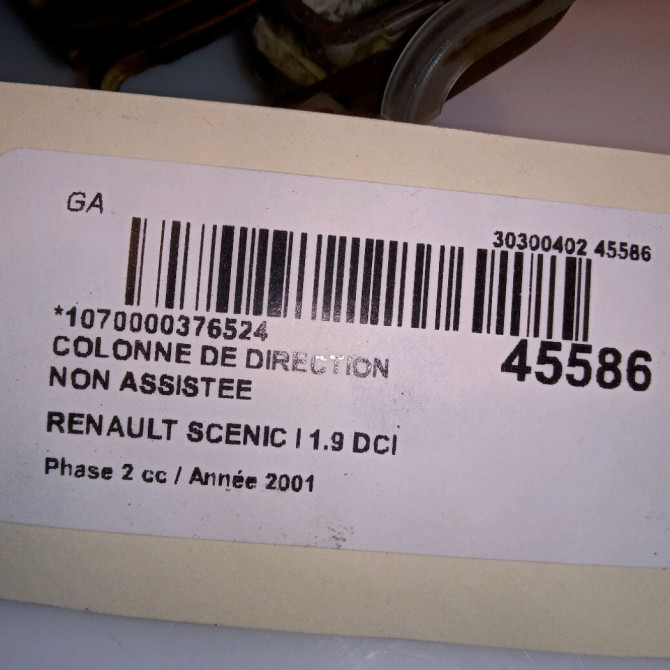 GA
30300402 45586
*1070000376524
45586
COLONNE DE DIRECTION
NON ASSISTEE
RENAULT SCENIC I 1.9 DCI
Phase 2 cc / Année 2001